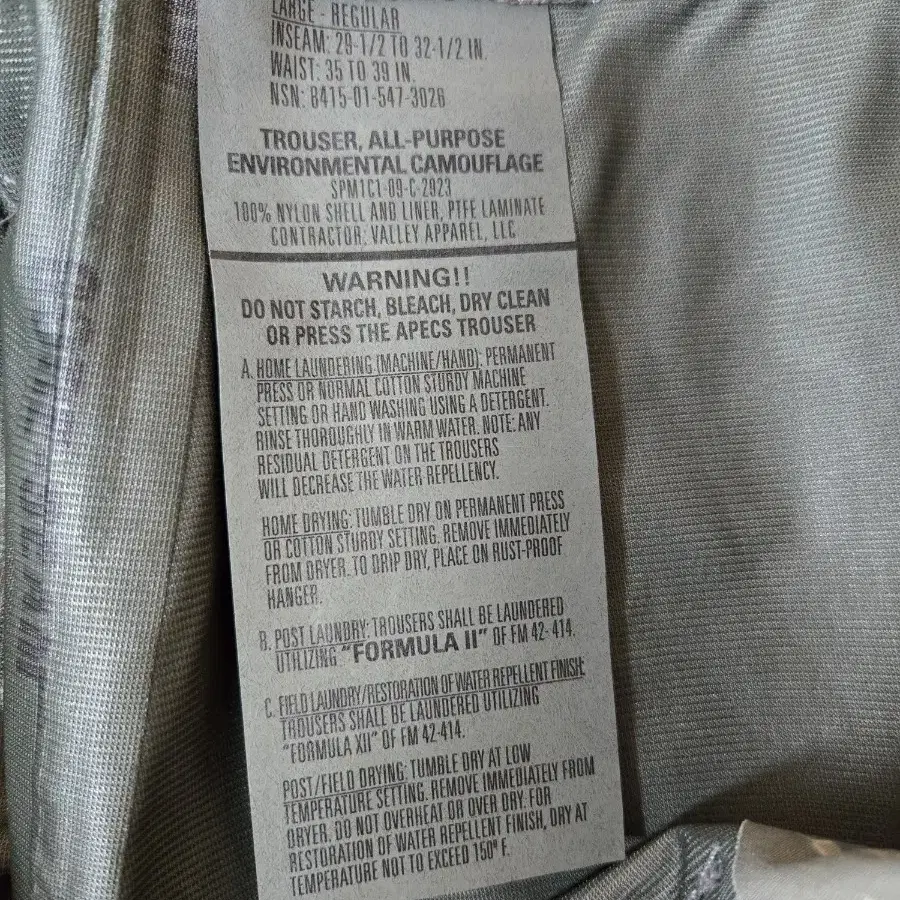 LARGE - REGULAR
INSEAM: 29-1/2 TO 32-1/2 IN.
WAIST: 35 TO 39 IN.
NSN: 8415-01-547-3026
TROUSER, ALL-PURPOSE
ENVIRONMENTAL CAMOUFLAGE
SPM1C1-09-C-2923
100% NYLON SHELL AND LINER, PTFE LAMINATE
CONTRACTOR: VALLEY APPAREL, LLC
WARNING!!
DO NOT STARCH, BLEACH, DRY CLEAN
OR PRESS THE APECS TROUSER
A. HOME LAUNDERING (MACHINE/HAND): PERMANENT
PRESS OR NORMAL COTTON STURDY MACHINE
SETTING OR HAND WASHING USING A DETERGENT.
RINSE THOROUGHLY IN WARM WATER. NOTE: ANY
RESIDUAL DETERGENT ON THE TROUSERS
WILL DECREASE THE WATER REPELLENCY.
HOME DRYING: TUMBLE DRY ON PERMANENT PRESS
OR COTTON STURDY SETTING. REMOVE IMMEDIATELY
FROM DRYER. TO DRIP DRY, PLACE ON RUST-PROOF
HANGER.
B. POST LAUNDRY: TROUSERS SHALL BE LAUNDERED
UTILIZING "FORMULA II" OF FM 42-414.
C. FIELD LAUNDRY/RESTORATION OF WATER REPELLENT FINISH:
TROUSERS SHALL BE LAUNDERED UTILIZING
"FORMULA XII" OF FM 42-414.
POST/FIELD DRYING: TUMBLE DRY AT LOW
TEMPERATURE SETTING. REMOVE IMMEDIATELY FROM
DRYER. DO NOT OVERHEAT OR OVER DRY. FOR
RESTORATION OF WATER REPELLENT FINISH, DRY AT
TEMPERATURE NOT TO EXCEED 150° F.